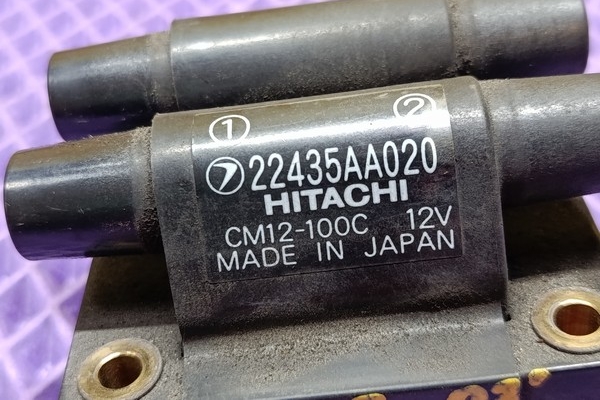 ① ②
22435AA020
HITACHI
CM12-100C 12V
MADE IN JAPAN